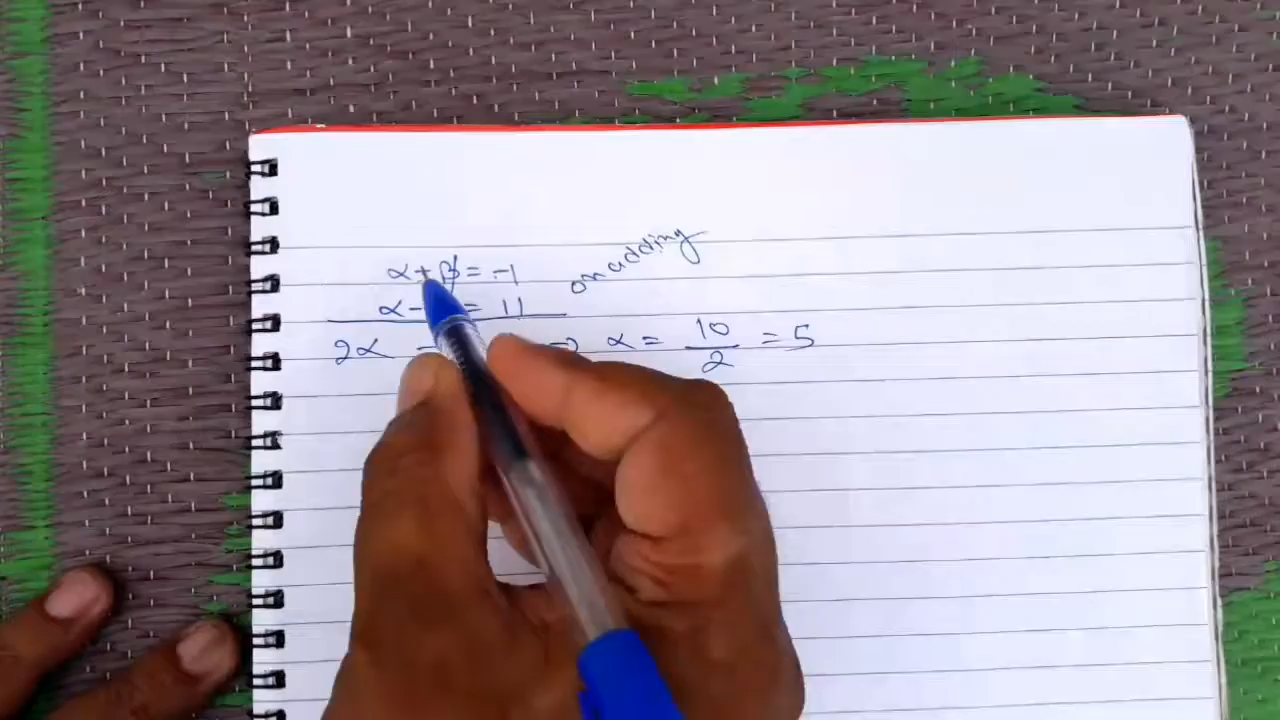 α + β = -1
α - = 11 on adding
2α = ⇒ α = 10/2 = 5